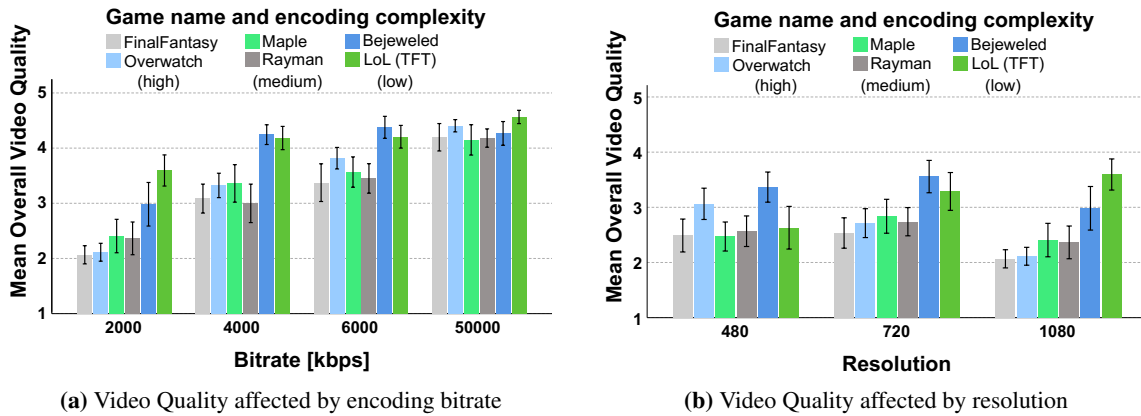 Game name and encoding complexity
FinalFantasy
Maple
Bejeweled
Overwatch
Rayman
LoL (TFT)
(high)
(medium)
(low)
Mean Overall Video Quality
5
4
3
2
1
2000
4000
6000
50000
Bitrate [kbps]
(a) Video Quality affected by encoding bitrate
Game name and encoding complexity
FinalFantasy
Maple
Bejeweled
Overwatch
Rayman
LoL (TFT)
(high)
(medium)
(low)
Mean Overall Video Quality
5
4
3
2
1
480
720
1080
Resolution
(b) Video Quality affected by resolution